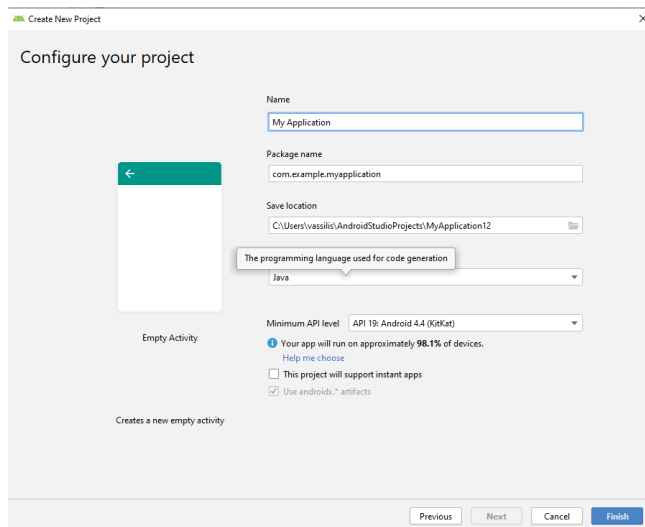 Create New Project
Configure your project
Name
My Application
Package name
com.example.myapplication
Save location
C:\Users\vassilis\AndroidStudioProjects\MyApplication12
The programming language used for code generation
Java
Minimum API level API 19: Android 4.4 (KitKat)
Your app will run on approximately 98.1% of devices.
Help me choose
This project will support instant apps
Use androidx.* artifacts
Empty Activity
Creates a new empty activity
Previous Next Cancel Finish